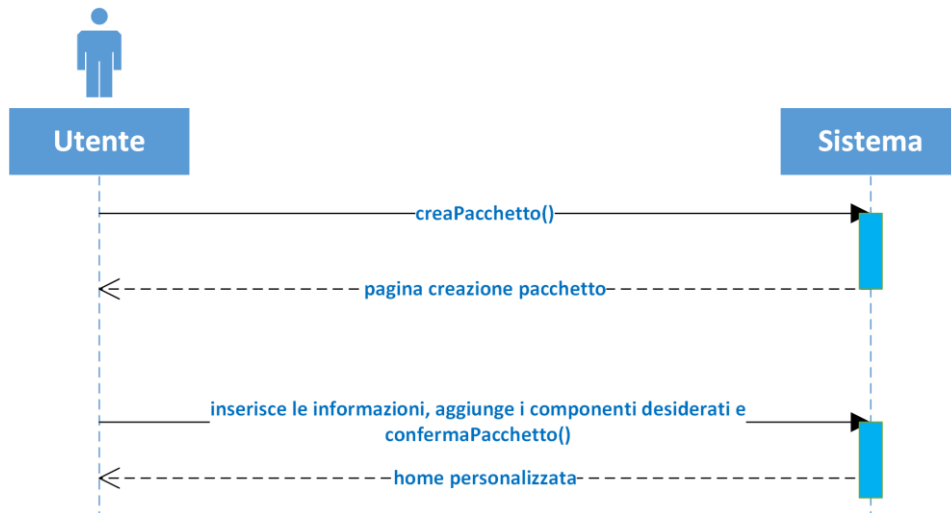 Utente
Sistema
creaPacchetto()
pagina creazione pacchetto
inserisce le informazioni, aggiunge i componenti desiderati e
confermaPacchetto()
home personalizzata